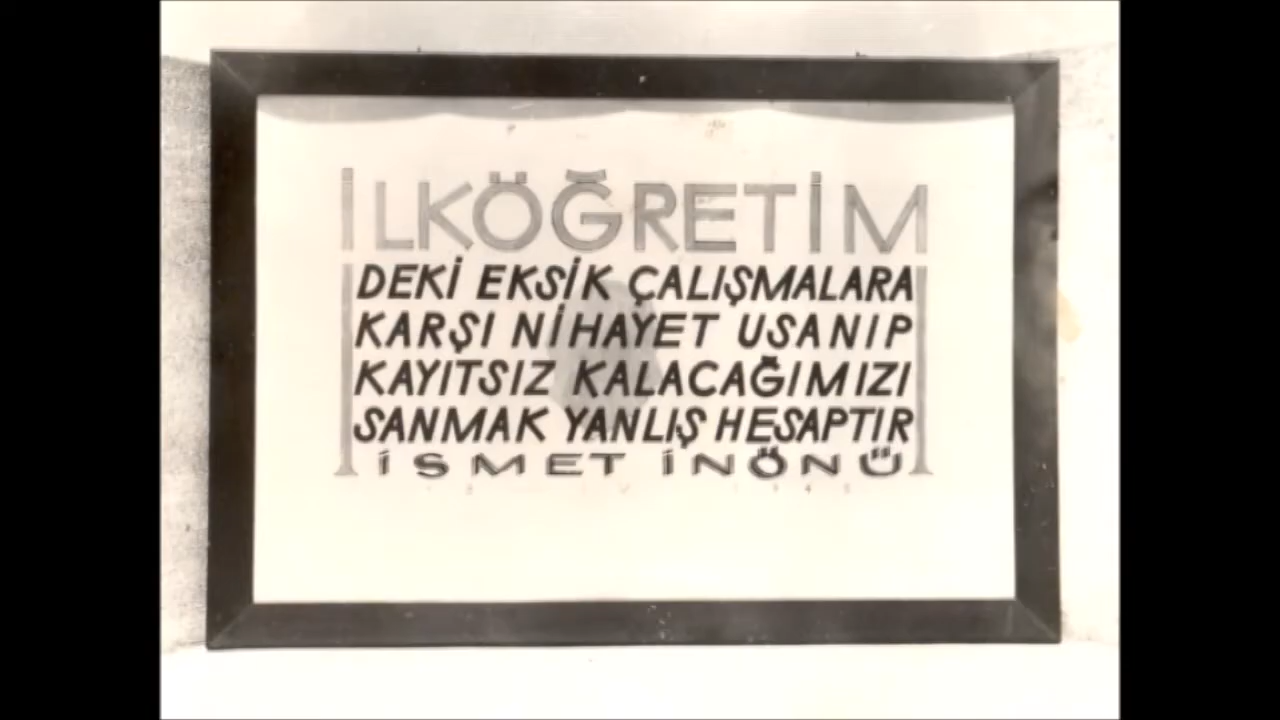 İLKÖĞRETİM
DEKİ EKSİK ÇALIŞMALARA
KARŞI NİHAYET USANIP
KAYITSIZ KALACAĞIMIZI
SANMAK YANLIŞ HESAPTIR
İSMET İNÖNÜ